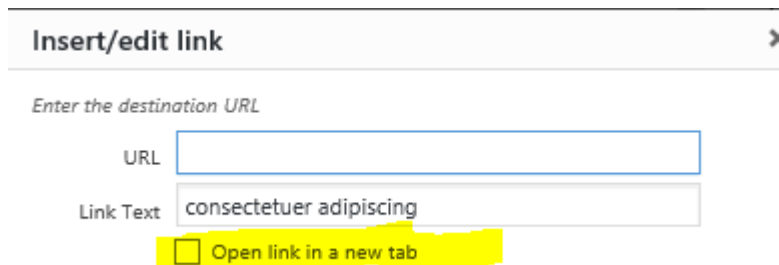 Insert/edit link
Enter the destination URL
URL
Link Text consectetuer adipiscing
Open link in a new tab